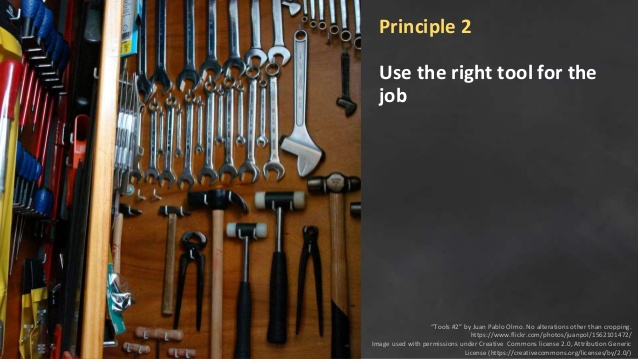 Principle 2
Use the right tool for the
job
"Tools #2" by Juan Pablo Olmo. No alterations other than cropping.
https://www.flickr.com/photos/juanpol/1562101472/
Image used with permissions under Creative Commons license 2.0, Attribution Generic
License (https://creativecommons.org/licenses/by/2.0/)